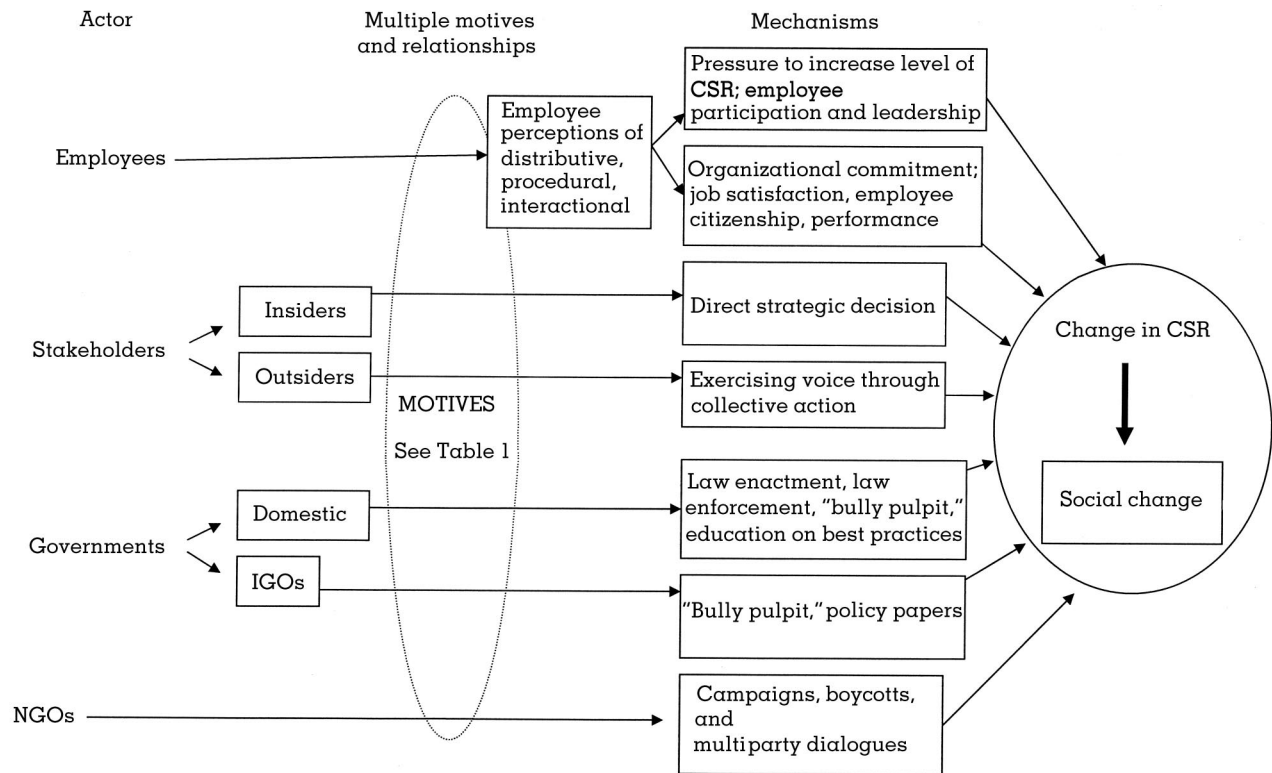 Actor
Multiple motives
and relationships
Mechanisms
Employees
Employee
perceptions of
distributive,
procedural,
interactional
Pressure to increase level of
CSR; employee
participation and leadership
Organizational commitment;
job satisfaction, employee
citizenship, performance
Stakeholders
Insiders
Outsiders
Direct strategic decision
Exercising voice through
collective action
MOTIVES
See Table 1
Governments
Domestic
IGOs
Law enactment, law
enforcement, “bully pulpit,”
education on best practices
“Bully pulpit,” policy papers
NGOs
Campaigns, boycotts,
and
multiparty dialogues
Change in CSR
Social change